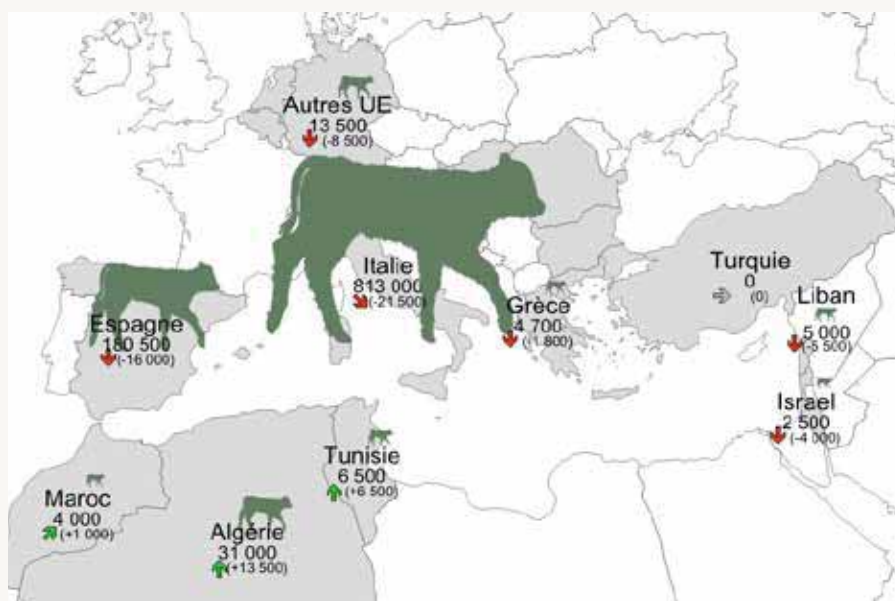 Autres UE
13 500
(-8 500)
Italie
813 000
(-21 500)
Espagne
180 500
(-16 000)
Grèce
4 700
(-1 800)
Turquie
0
(0)
Liban
5 000
(-5 500)
Israel
2 500
(-4 000)
Tunisie
6 500
(+6 500)
Maroc
4 000
(+1 000)
Algérie
31 000
(+13 500)